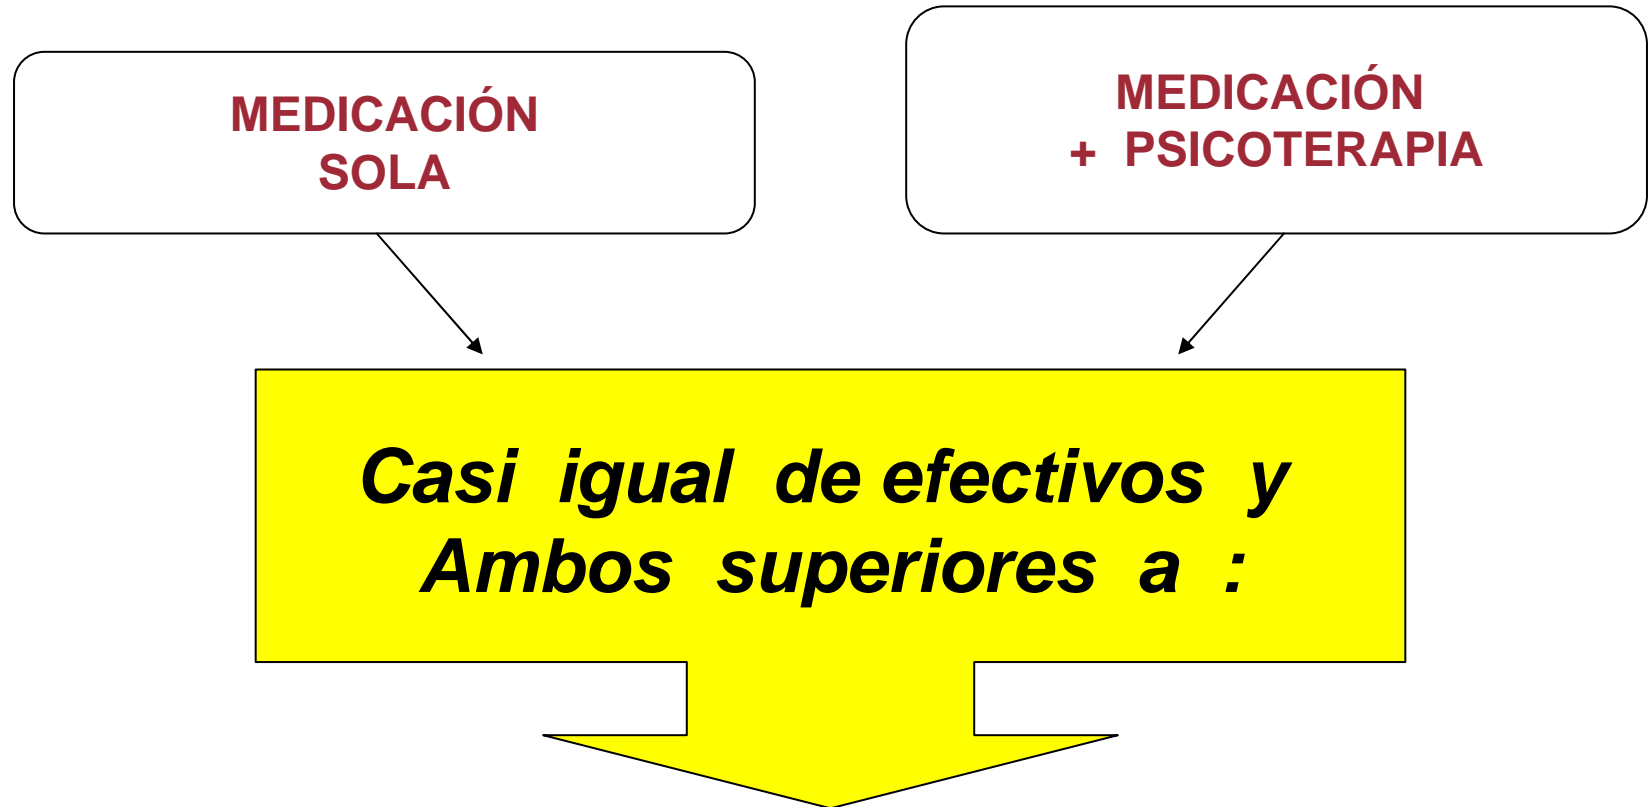 MEDICACIÓN
SOLA
MEDICACIÓN
+ PSICOTERAPIA
Casi igual de efectivos y
Ambos superiores a :